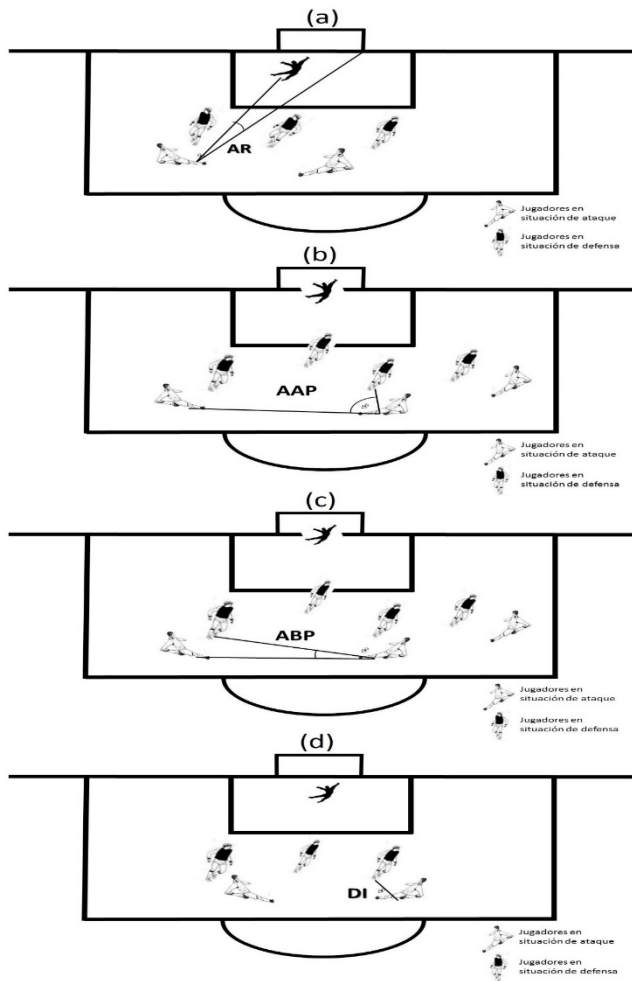 (a)
AR
Jugadores en
situación de ataque
Jugadores en
situación de defensa
(b)
AAP
Jugadores en
situación de ataque
Jugadores en
situación de defensa
(c)
ABP
Jugadores en
situación de ataque
Jugadores en
situación de defensa
(d)
DI
Jugadores en
situación de ataque
Jugadores en
situación de defensa